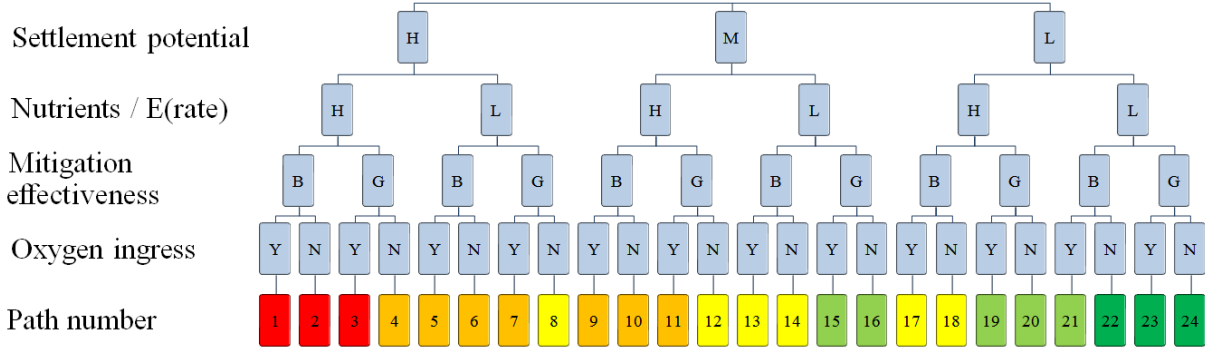 Settlement potential H M L
Nutrients / E(rate) H L H L H L
Mitigation
effectiveness
B G B G B G B G B G B G
Oxygen ingress Y N Y N Y N Y N Y N Y N Y N Y N Y N Y N Y N Y N
Path number 1 2 3 4 5 6 7 8 9 10 11 12 13 14 15 16 17 18 19 20 21 22 23 24